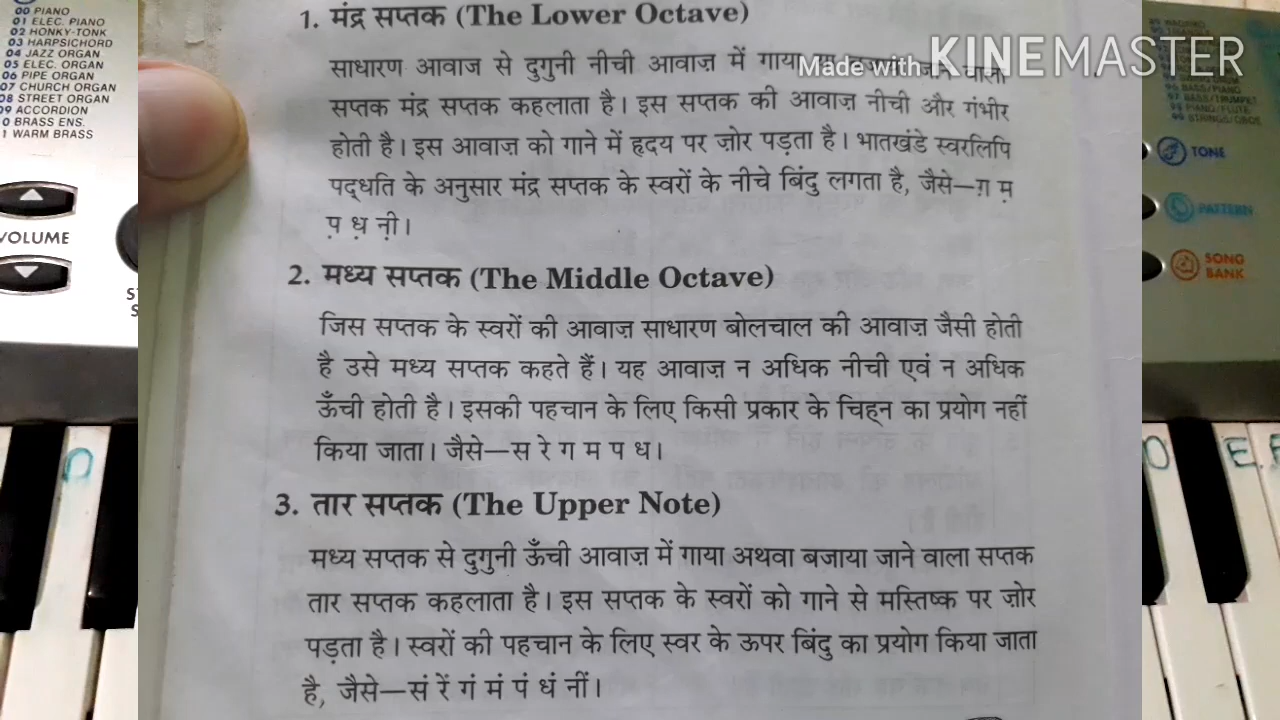 00 PIANO
01 ELEC. PIANO
02 HONKY-TONK
03 HARPSICHORD
04 JAZZ ORGAN
05 ELEC. ORGAN
06 PIPE ORGAN
07 CHURCH ORGAN
08 STREET ORGAN
09 ACCORDION
0 BRASS ENS.
1 WARM BRASS
VOLUME
1. मंद्र सप्तक (The Lower Octave)
साधारण आवाज से दुगुनी नीची आवाज़ में गाया जाने वाला
Made with KINEMASTER
सप्तक मंद्र सप्तक कहलाता है। इस सप्तक की आवाज़ नीची और गंभीर
होती है। इस आवाज़ को गाने में हृदय पर ज़ोर पड़ता है। भातखंडे स्वरलिपि
पद्धति के अनुसार मंद्र सप्तक के स्वरों के नीचे बिंदु लगता है, जैसे—ग़ म़
प़ ध़ नी़।
2. मध्य सप्तक (The Middle Octave)
जिस सप्तक के स्वरों की आवाज़ साधारण बोलचाल की आवाज़ जैसी होती
है उसे मध्य सप्तक कहते हैं। यह आवाज़ न अधिक नीची एवं न अधिक
ऊँची होती है। इसकी पहचान के लिए किसी प्रकार के चिह्न का प्रयोग नहीं
किया जाता। जैसे—स रे ग म प ध।
3. तार सप्तक (The Upper Note)
मध्य सप्तक से दुगुनी ऊँची आवाज़ में गाया अथवा बजाया जाने वाला सप्तक
तार सप्तक कहलाता है। इस सप्तक के स्वरों को गाने से मस्तिष्क पर ज़ोर
पड़ता है। स्वरों की पहचान के लिए स्वर के ऊपर बिंदु का प्रयोग किया जाता
है, जैसे—सं रें गं मं पं धं नीं।
TONE
PATTERN
SONG
BANK
D
E